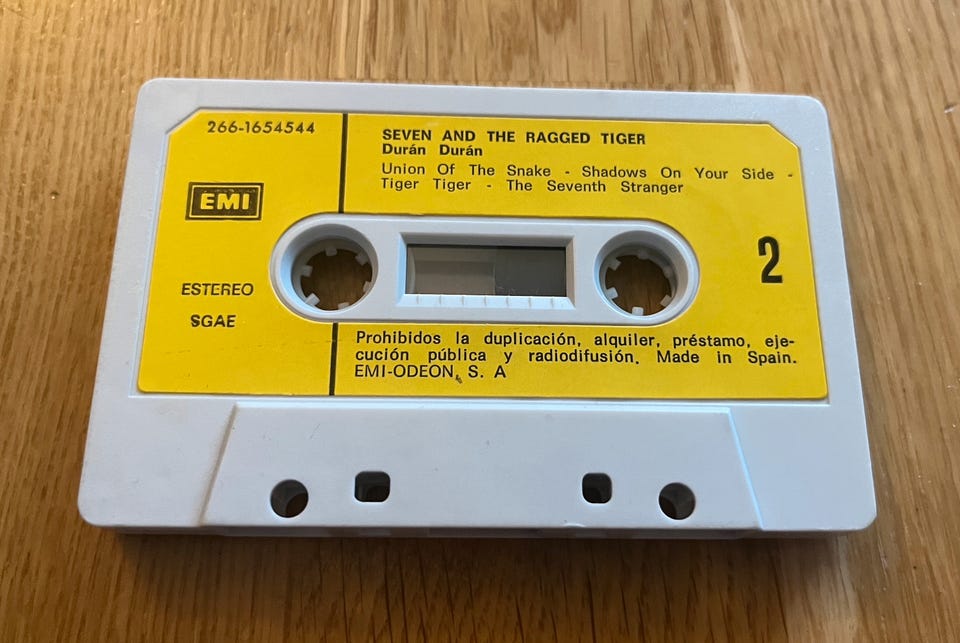 266-1654544
SEVEN AND THE RAGGED TIGER
Durán Durán
Union Of The Snake - Shadows On Your Side -
Tiger Tiger - The Seventh Stranger
EMI
2
ESTEREO
SGAE
Prohibidos la duplicación, alquiler, préstamo, eje-
cución pública y radiodifusión. Made in Spain.
EMI-ODEON, S. A